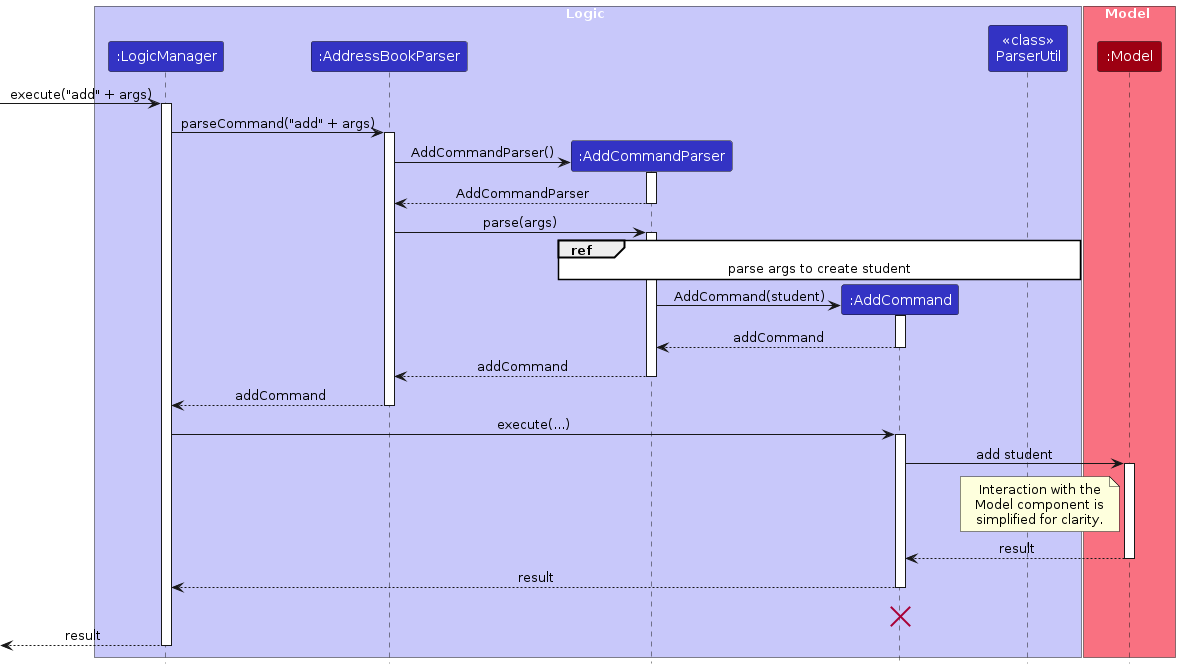 Logic
Model
«class»
ParserUtil
:LogicManager
:AddressBookParser
:Model
execute("add" + args)
parseCommand("add" + args)
AddCommandParser()
:AddCommandParser
AddCommandParser
parse(args)
ref
parse args to create student
AddCommand(student)
:AddCommand
addCommand
addCommand
addCommand
execute(...)
add student
Interaction with the
Model component is
simplified for clarity.
result
result
result